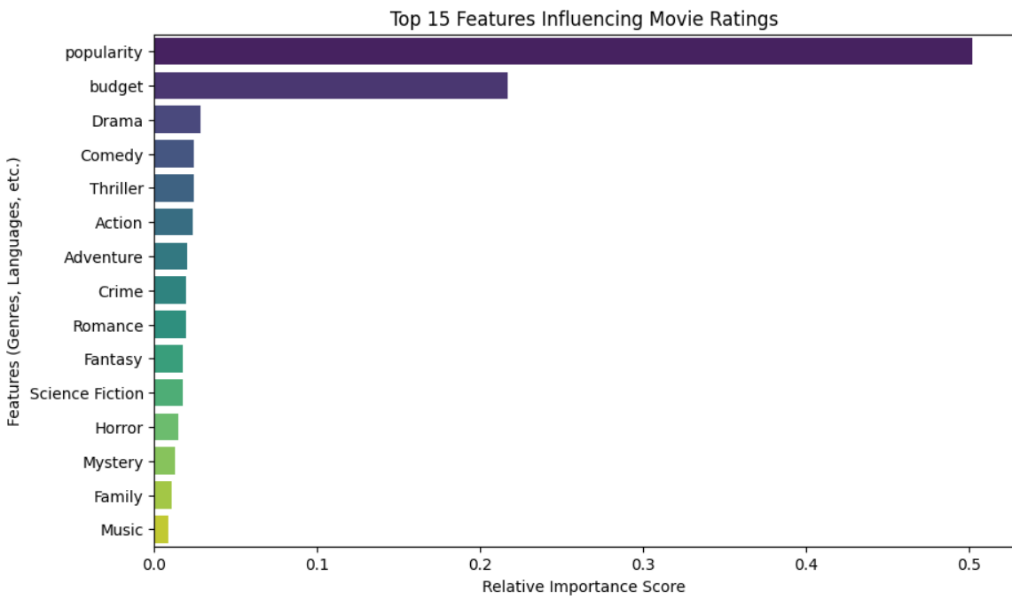 Top 15 Features Influencing Movie Ratings
Features (Genres, Languages, etc.)
popularity
budget
Drama
Comedy
Thriller
Action
Adventure
Crime
Romance
Fantasy
Science Fiction
Horror
Mystery
Family
Music
0.0 0.1 0.2 0.3 0.4 0.5
Relative Importance Score